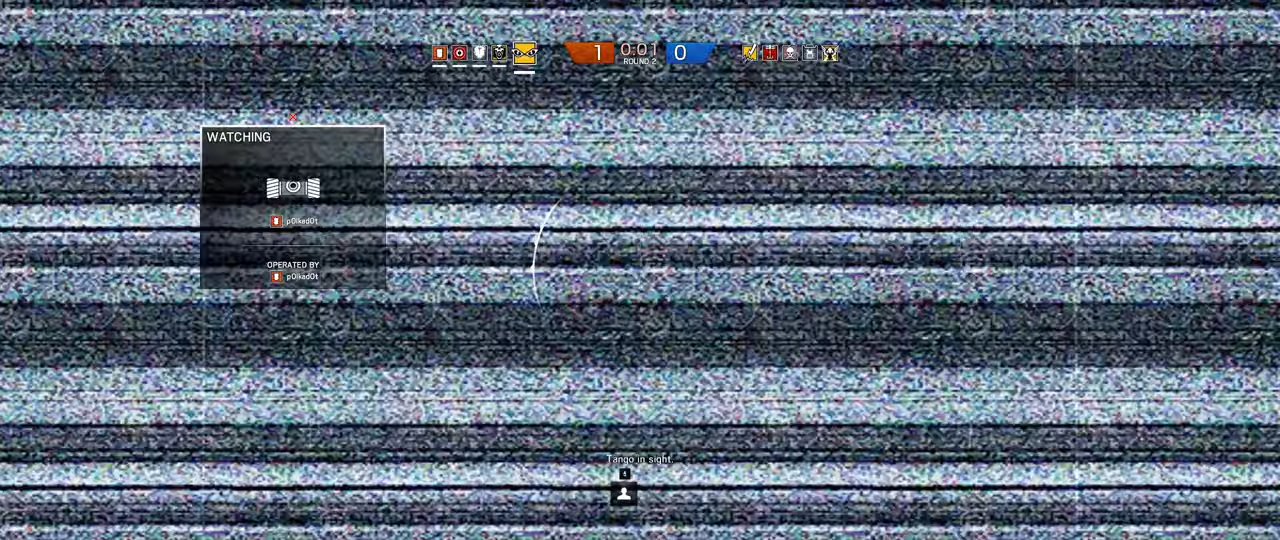 1 0:01 0
ROUND 2
WATCHING
p0lkad0t
OPERATED BY
p0lkad0t
Tango in sight.